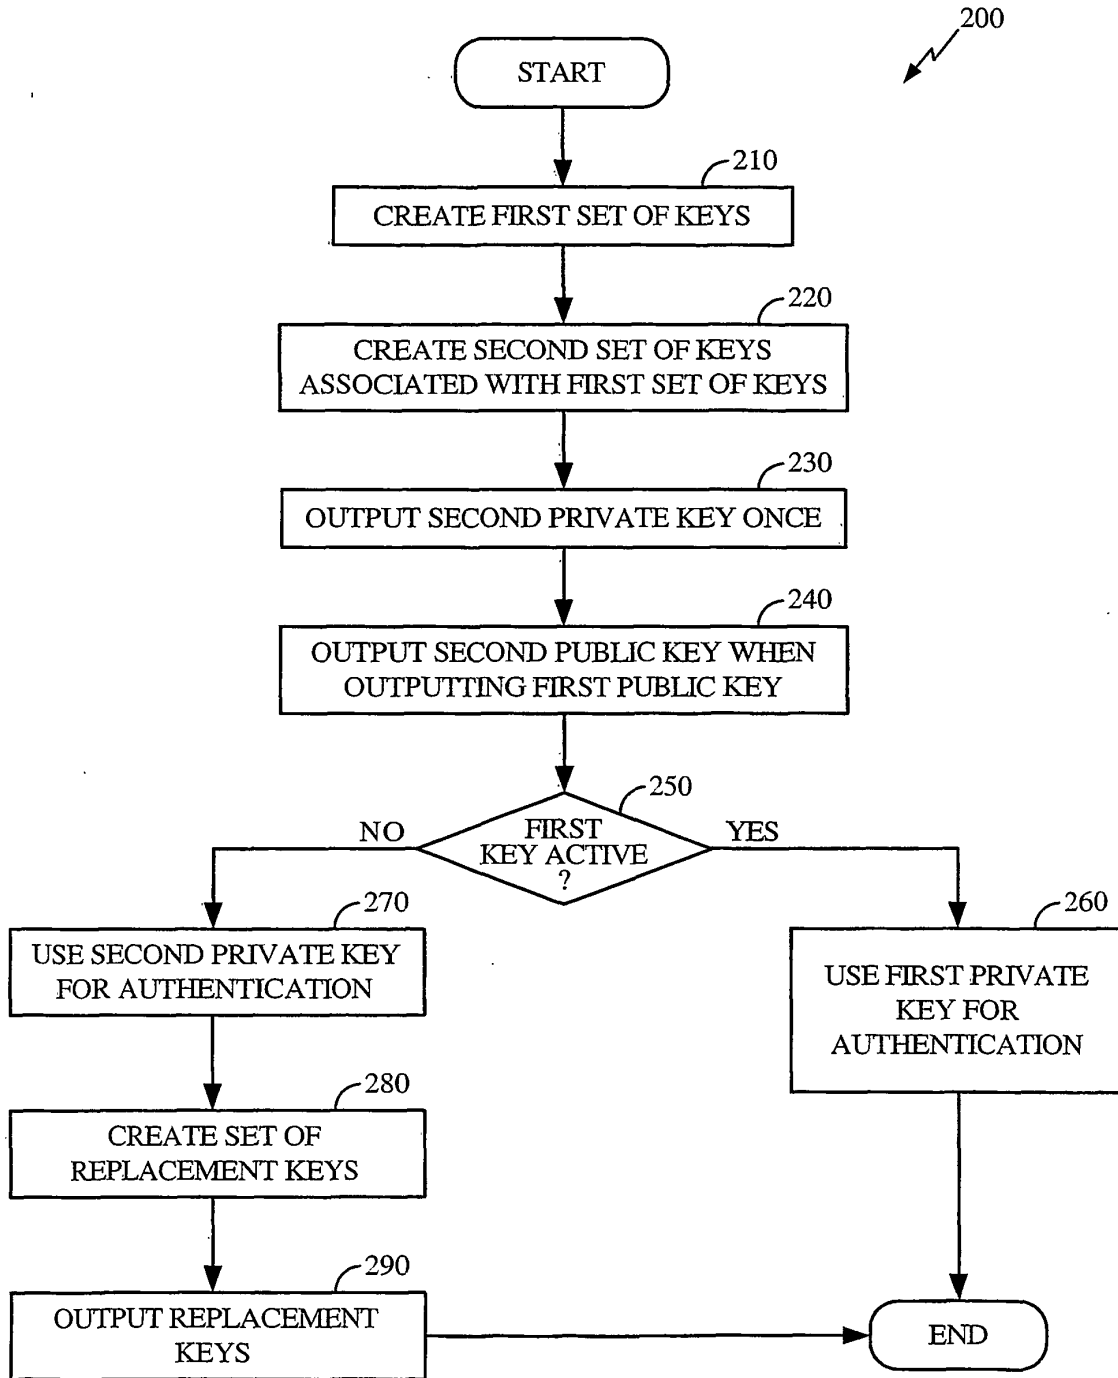 200
START
210
CREATE FIRST SET OF KEYS
220
CREATE SECOND SET OF KEYS
ASSOCIATED WITH FIRST SET OF KEYS
230
OUTPUT SECOND PRIVATE KEY ONCE
240
OUTPUT SECOND PUBLIC KEY WHEN
OUTPUTTING FIRST PUBLIC KEY
250
NO
FIRST
KEY ACTIVE
?
YES
270
USE SECOND PRIVATE KEY
FOR AUTHENTICATION
260
USE FIRST PRIVATE
KEY FOR
AUTHENTICATION
280
CREATE SET OF
REPLACEMENT KEYS
290
OUTPUT REPLACEMENT
KEYS
END